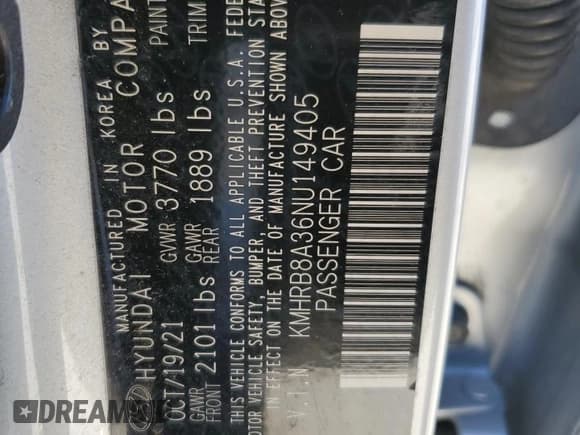 MANUFACTURED IN KOREA BY
HYUNDAI MOTOR COMPA
OCT/19/21 GVWR 3770 lbs PAINT
GAWR FRONT 2101 lbs GAWR REAR 1889 lbs TRIM
THIS VEHICLE CONFORMS TO ALL APPLICABLE U.S.A. FEDE
OTOR VEHICLE SAFETY, BUMPER, AND THEFT PREVENTION STA
IN EFFECT ON THE DATE OF MANUFACTURE SHOWN ABOV
V.I.N KMHRB8A36NU149405
PASSENGER CAR
DREAM